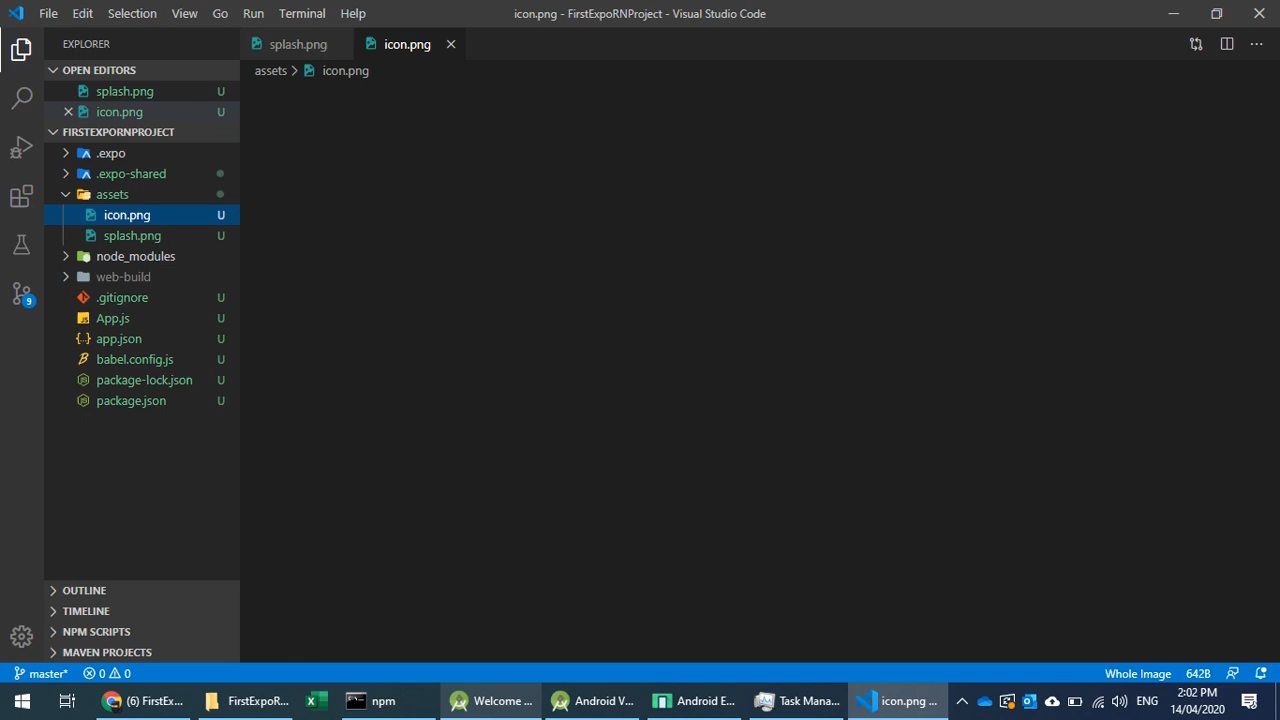 File Edit Selection View Go Run Terminal Help icon.png - FirstExpoRNProject - Visual Studio Code
EXPLORER
splash.png
icon.png
OPEN EDITORS
assets icon.png
splash.png U
icon.png U
FIRSTEXPORNPROJECT
.expo
.expo-shared
assets
icon.png U
splash.png U
node_modules
web-build
.gitignore U
JS App.js U
{..} app.json U
babel.config.js U
package-lock.json U
package.json U
9
OUTLINE
TIMELINE
NPM SCRIPTS
MAVEN PROJECTS
master* 0 0 Whole Image 642B
(6) FirstEx... FirstExpoR... npm Welcome ... Android V... Android E... Task Mana... icon.png ... ENG
2:02 PM
14/04/2020